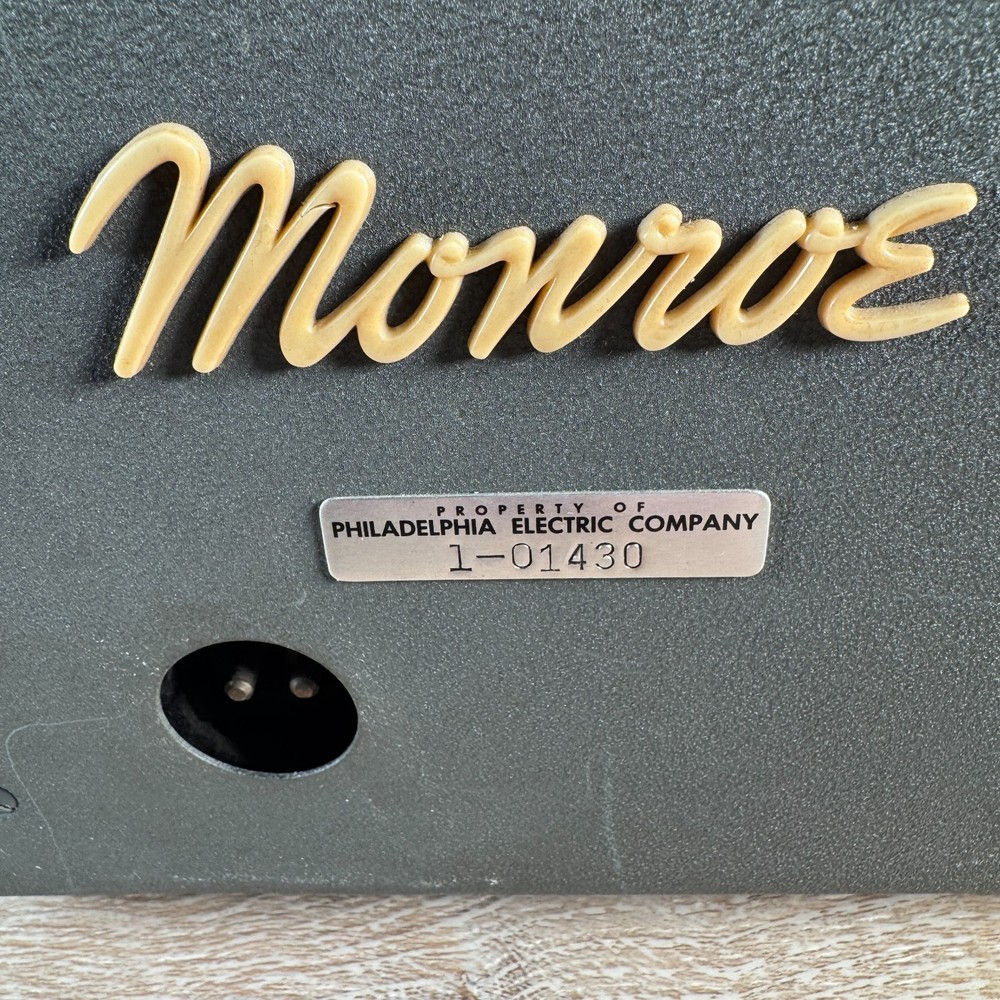 Monroe
PROPERTY OF
PHILADELPHIA ELECTRIC COMPANY
1-01430